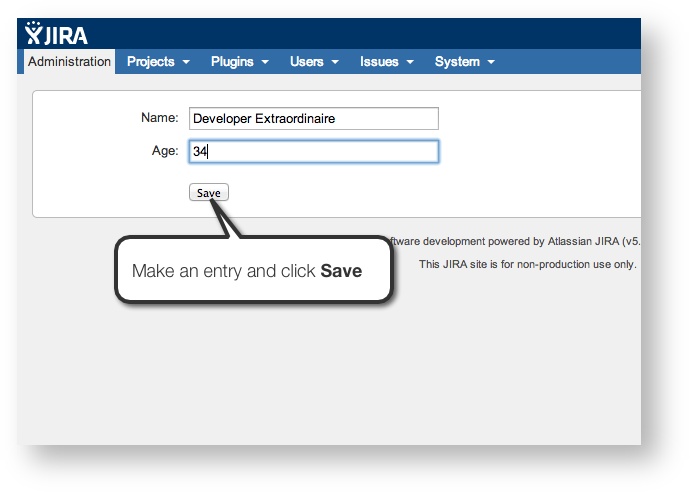 JIRA
Administration Projects Plugins Users Issues System
Name: Developer Extraordinaire
Age: 34
Save
ftware development powered by Atlassian JIRA (v5.
Make an entry and click Save
This JIRA site is for non-production use only.